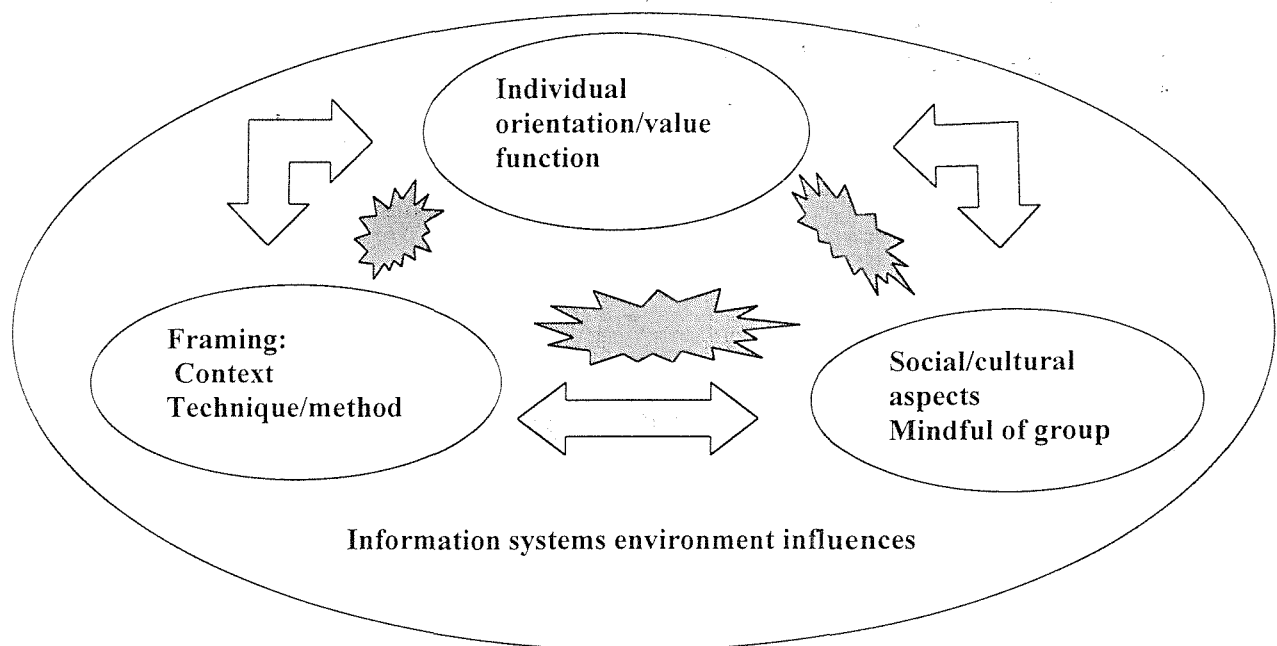 Individual
orientation/value
function
Framing:
Context
Technique/method
Social/cultural
aspects
Mindful of group
Information systems environment influences